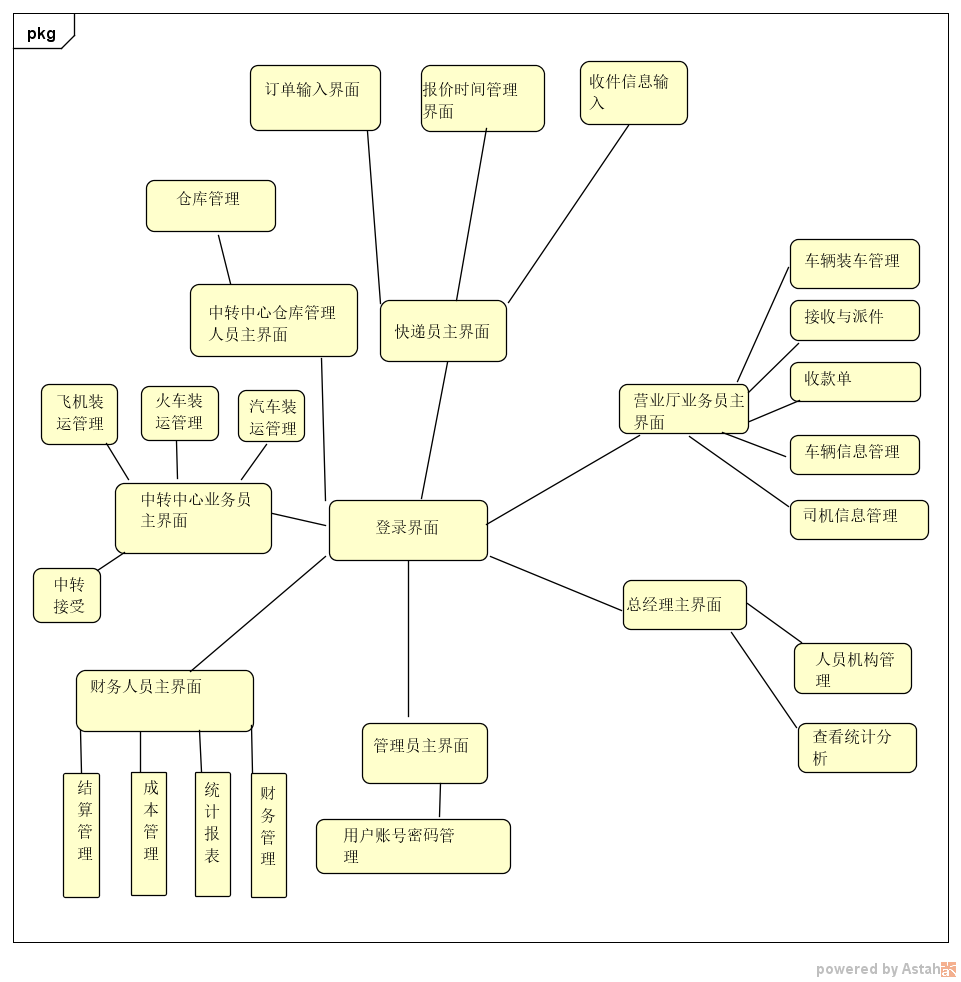 pkg
订单输入界面
报价时间管理
界面
收件信息输
入
仓库管理
中转中心仓库管理
人员主界面
快递员主界面
车辆装车管理
接收与派件
收款单
车辆信息管理
司机信息管理
营业厅业务员主
界面
飞机装
运管理
火车装
运管理
汽车装
运管理
中转中心业务员
主界面
登录界面
中转
接受
总经理主界面
人员机构管
理
查看统计分
析
财务人员主界面
管理员主界面
结算管理
成本管理
统计报表
财务管理
用户账号密码管
理
powered by Astah